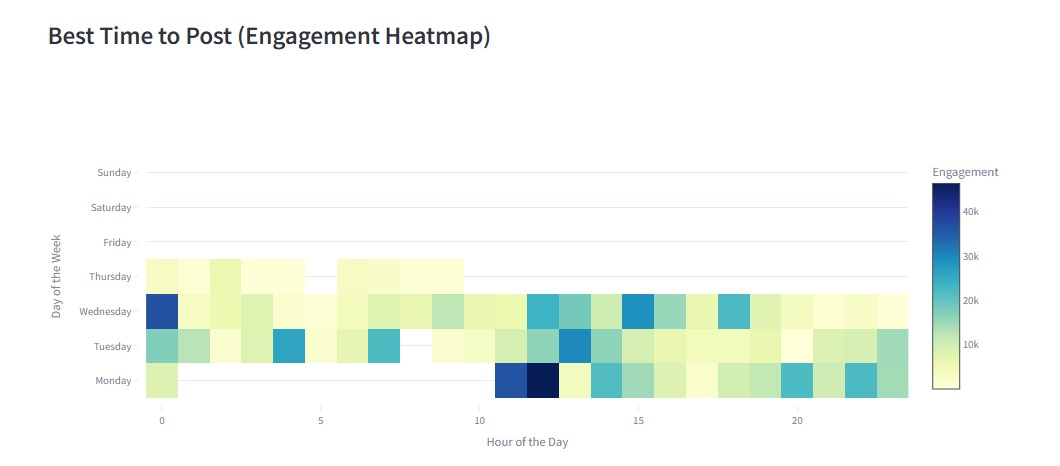 Best Time to Post (Engagement Heatmap)
Engagement
Sunday
Saturday
Friday
Thursday
Wednesday
Tuesday
Monday
Day of the Week
40k
30k
20k
10k
0 5 10 15 20
Hour of the Day